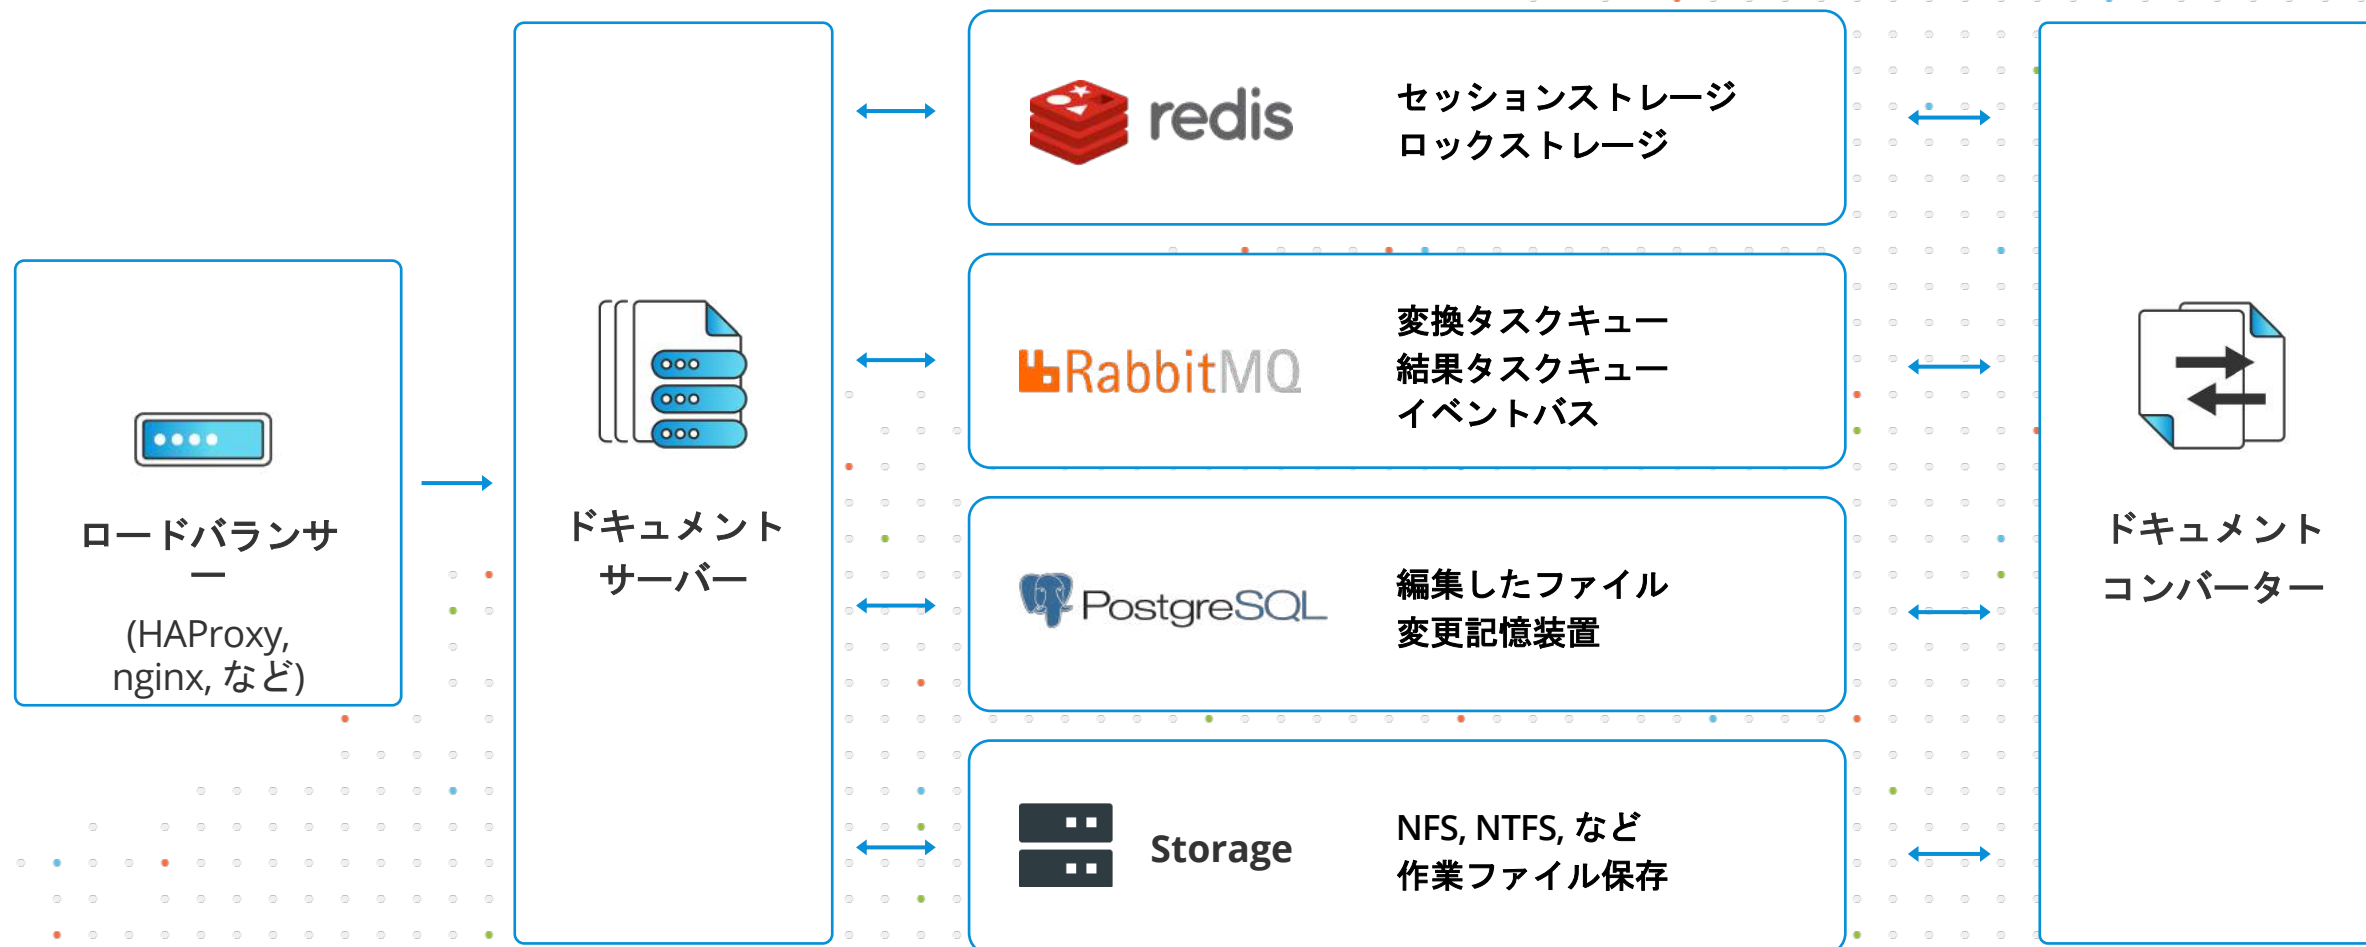 ロードバランサ
ー
(HAProxy,
nginx, など)
ドキュメント
サーバー
redis
セッションストレージ
ロックストレージ
RabbitMQ
変換タスクキュー
結果タスクキュー
イベントバス
PostgreSQL
編集したファイル
変更記憶装置
Storage
NFS, NTFS, など
作業ファイル保存
ドキュメント
コンバーター